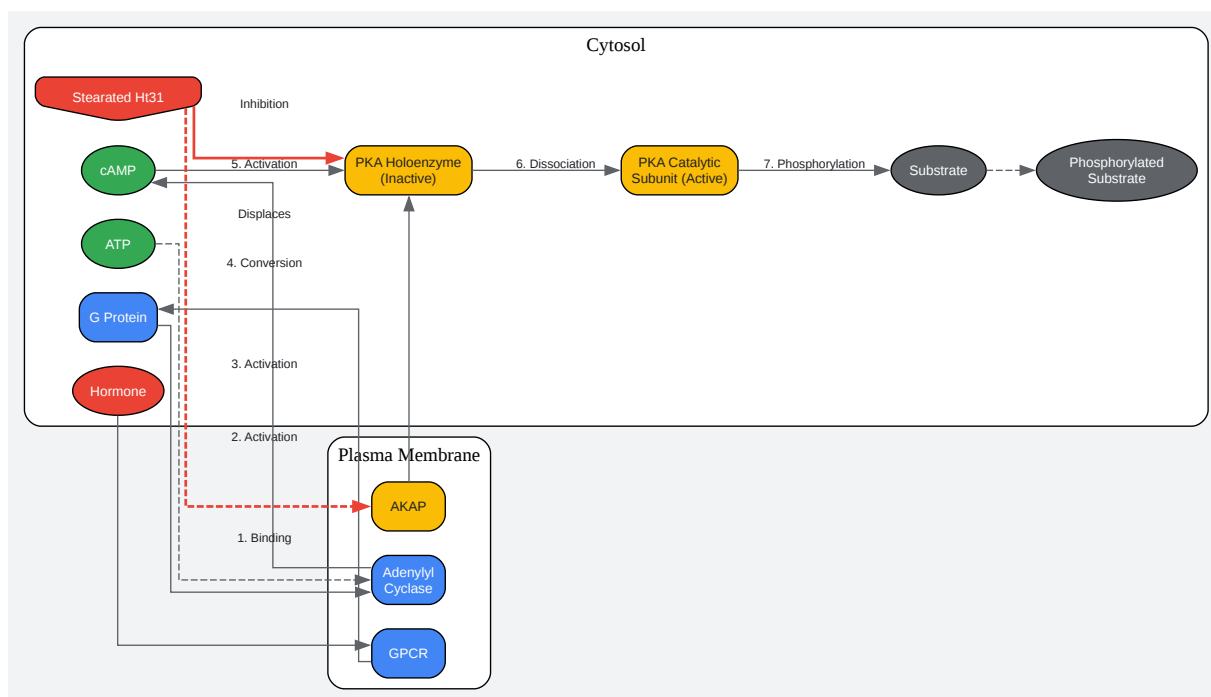 Cytosol
Stearated Ht31
Inhibition
cAMP
5. Activation
PKA Holoenzyme
(Inactive)
6. Dissociation
PKA Catalytic
Subunit (Active)
7. Phosphorylation
Substrate
Phosphorylated
Substrate
Displaces
ATP
4. Conversion
G Protein
3. Activation
Hormone
2. Activation
Plasma Membrane
AKAP
1. Binding
Adenylyl
Cyclase
GPCR